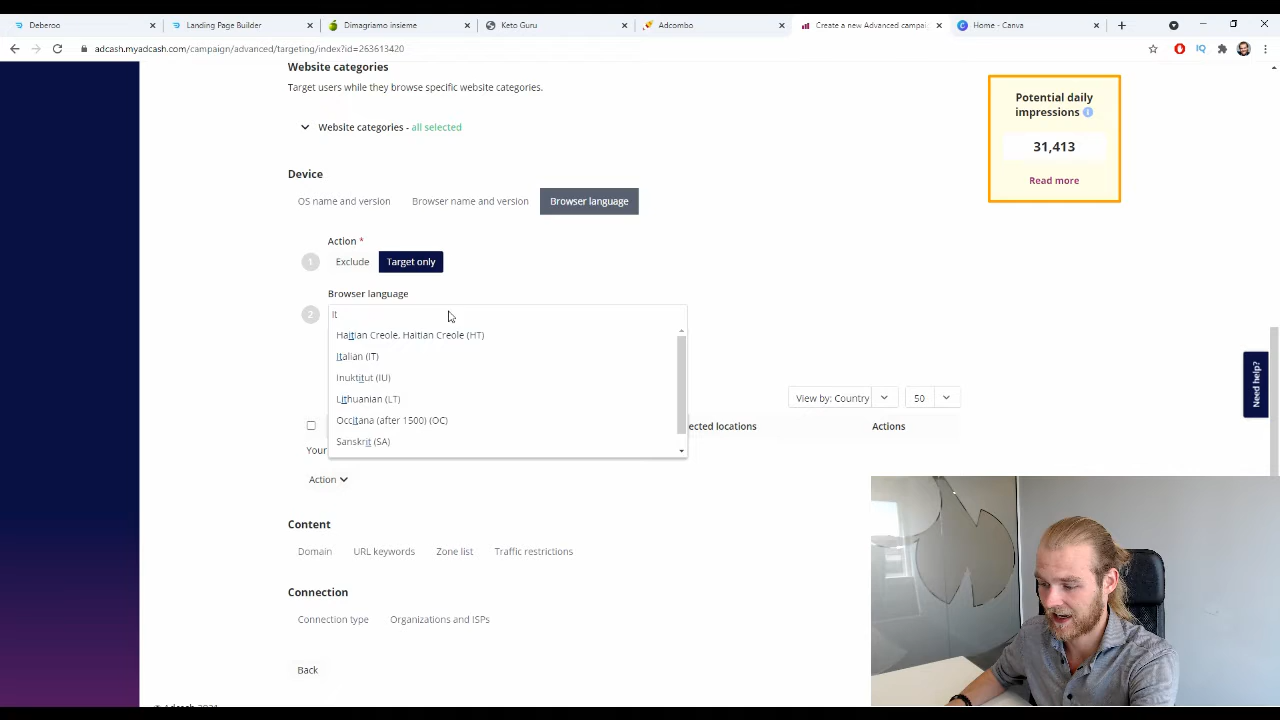 Deberoo
Landing Page Builder
Dimagriamo insieme
Keto Guru
Adcombo
Create a new Advanced campai
Home - Canva
adcash.myadcash.com/campaign/advanced/targeting/index?id=263613420
IQ
Website categories
Target users while they browse specific website categories.
Website categories - all selected
Potential daily
impressions
31,413
Read more
Device
OS name and version
Browser name and version
Browser language
Action *
1
Exclude
Target only
Browser language
2
It
Haitian Creole, Haitian Creole (HT)
Italian (IT)
Inuktitut (IU)
Lithuanian (LT)
Occitana (after 1500) (OC)
Sanskrit (SA)
View by: Country
50
ected locations
Actions
Your
Action
Need help?
Content
Domain
URL keywords
Zone list
Traffic restrictions
Connection
Connection type
Organizations and ISPs
Back